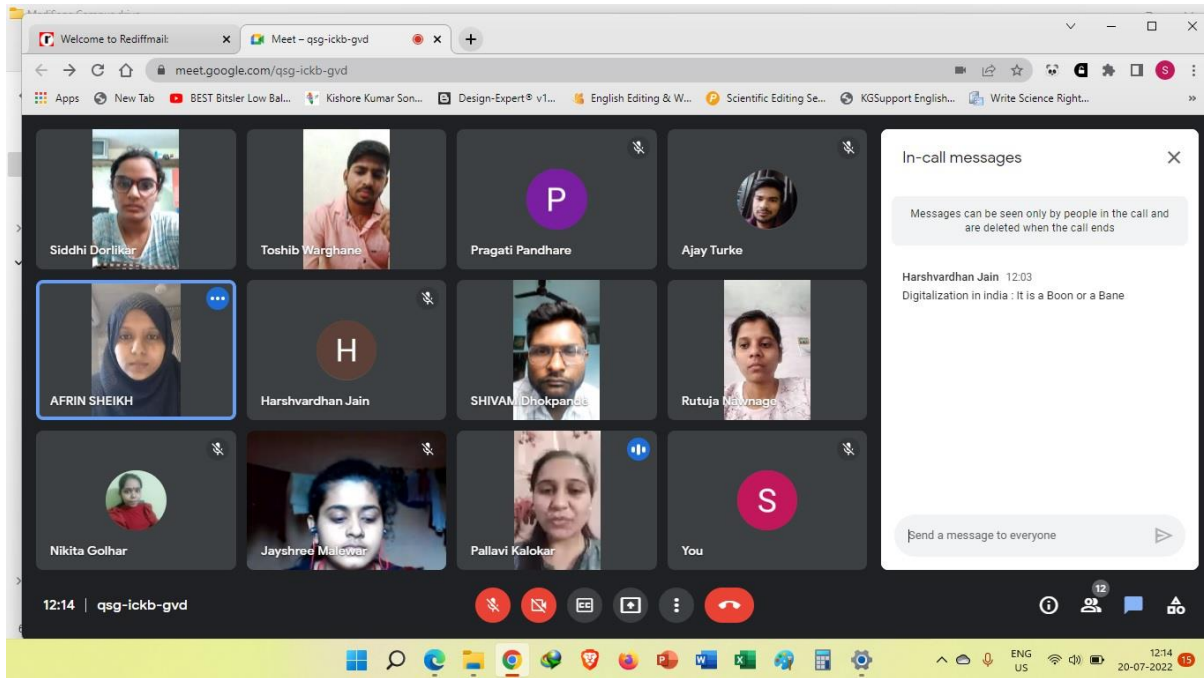 Welcome to Rediffmail:
Meet – qsg-ickb-gvd
meet.google.com/qsg-ickb-gvd
S
Apps New Tab BEST Bitsler Low Bal... Kishore Kumar Son... Design-Expert® v1... English Editing & W... Scientific Editing Se... KGSupport English... Write Science Right...
Siddhi Dorlikar
Toshib Warghane
P
Pragati Pandhare
Ajay Turke
AFRIN SHEIKH
H
Harshvardhan Jain
SHIVAM Dhokpande
Rutuja Nawnage
Nikita Golhar
Jayshree Malewar
Pallavi Kalokar
S
You
In-call messages
Messages can be seen only by people in the call and
are deleted when the call ends
Harshvardhan Jain 12:03
Digitalization in india : It is a Boon or a Bane
Send a message to everyone
12:14 | qsg-ickb-gvd
CC
12
ENG
US
12:14
20-07-2022
15